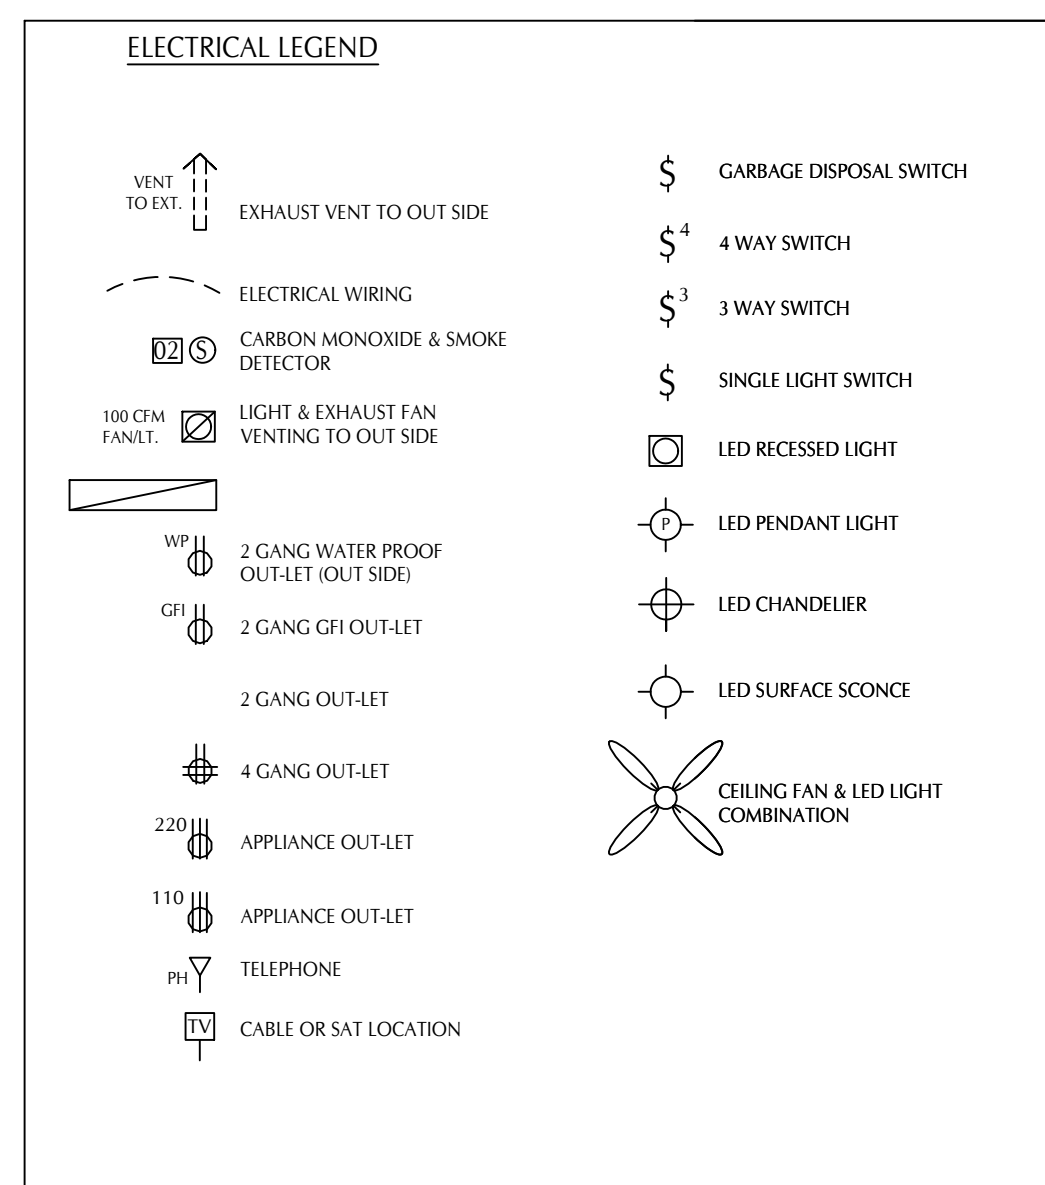 ELECTRICAL LEGEND
VENT
TO EXT.
EXHAUST VENT TO OUT SIDE
ELECTRICAL WIRING
02 S
CARBON MONOXIDE & SMOKE
DETECTOR
100 CFM
FAN/LT.
LIGHT & EXHAUST FAN
VENTING TO OUT SIDE
WP
2 GANG WATER PROOF
OUT-LET (OUT SIDE)
GFI
2 GANG GFI OUT-LET
2 GANG OUT-LET
4 GANG OUT-LET
220
APPLIANCE OUT-LET
110
APPLIANCE OUT-LET
PH
TELEPHONE
TV
CABLE OR SAT LOCATION
$ GARBAGE DISPOSAL SWITCH
$4 4 WAY SWITCH
$3 3 WAY SWITCH
$ SINGLE LIGHT SWITCH
LED RECESSED LIGHT
P LED PENDANT LIGHT
LED CHANDELIER
LED SURFACE SCONCE
CEILING FAN & LED LIGHT
COMBINATION